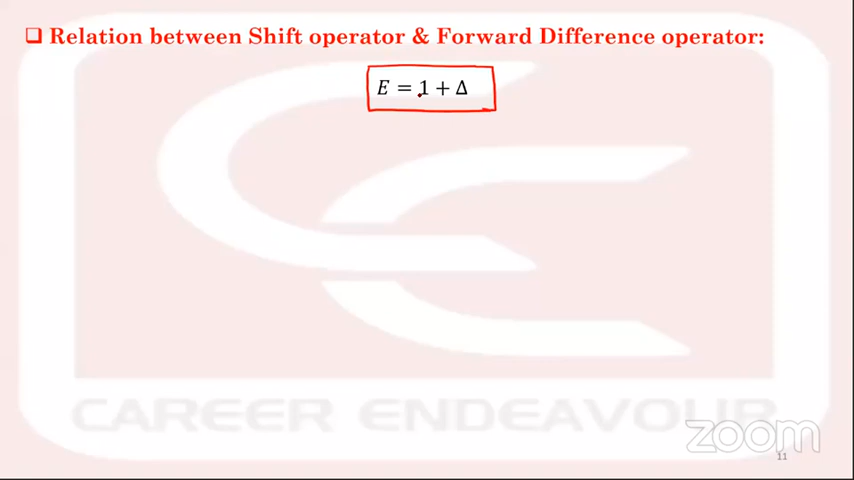 ❑ Relation between Shift operator & Forward Difference operator:
E = 1 + Δ
CAREER ENDEAVOUR
zoom
11